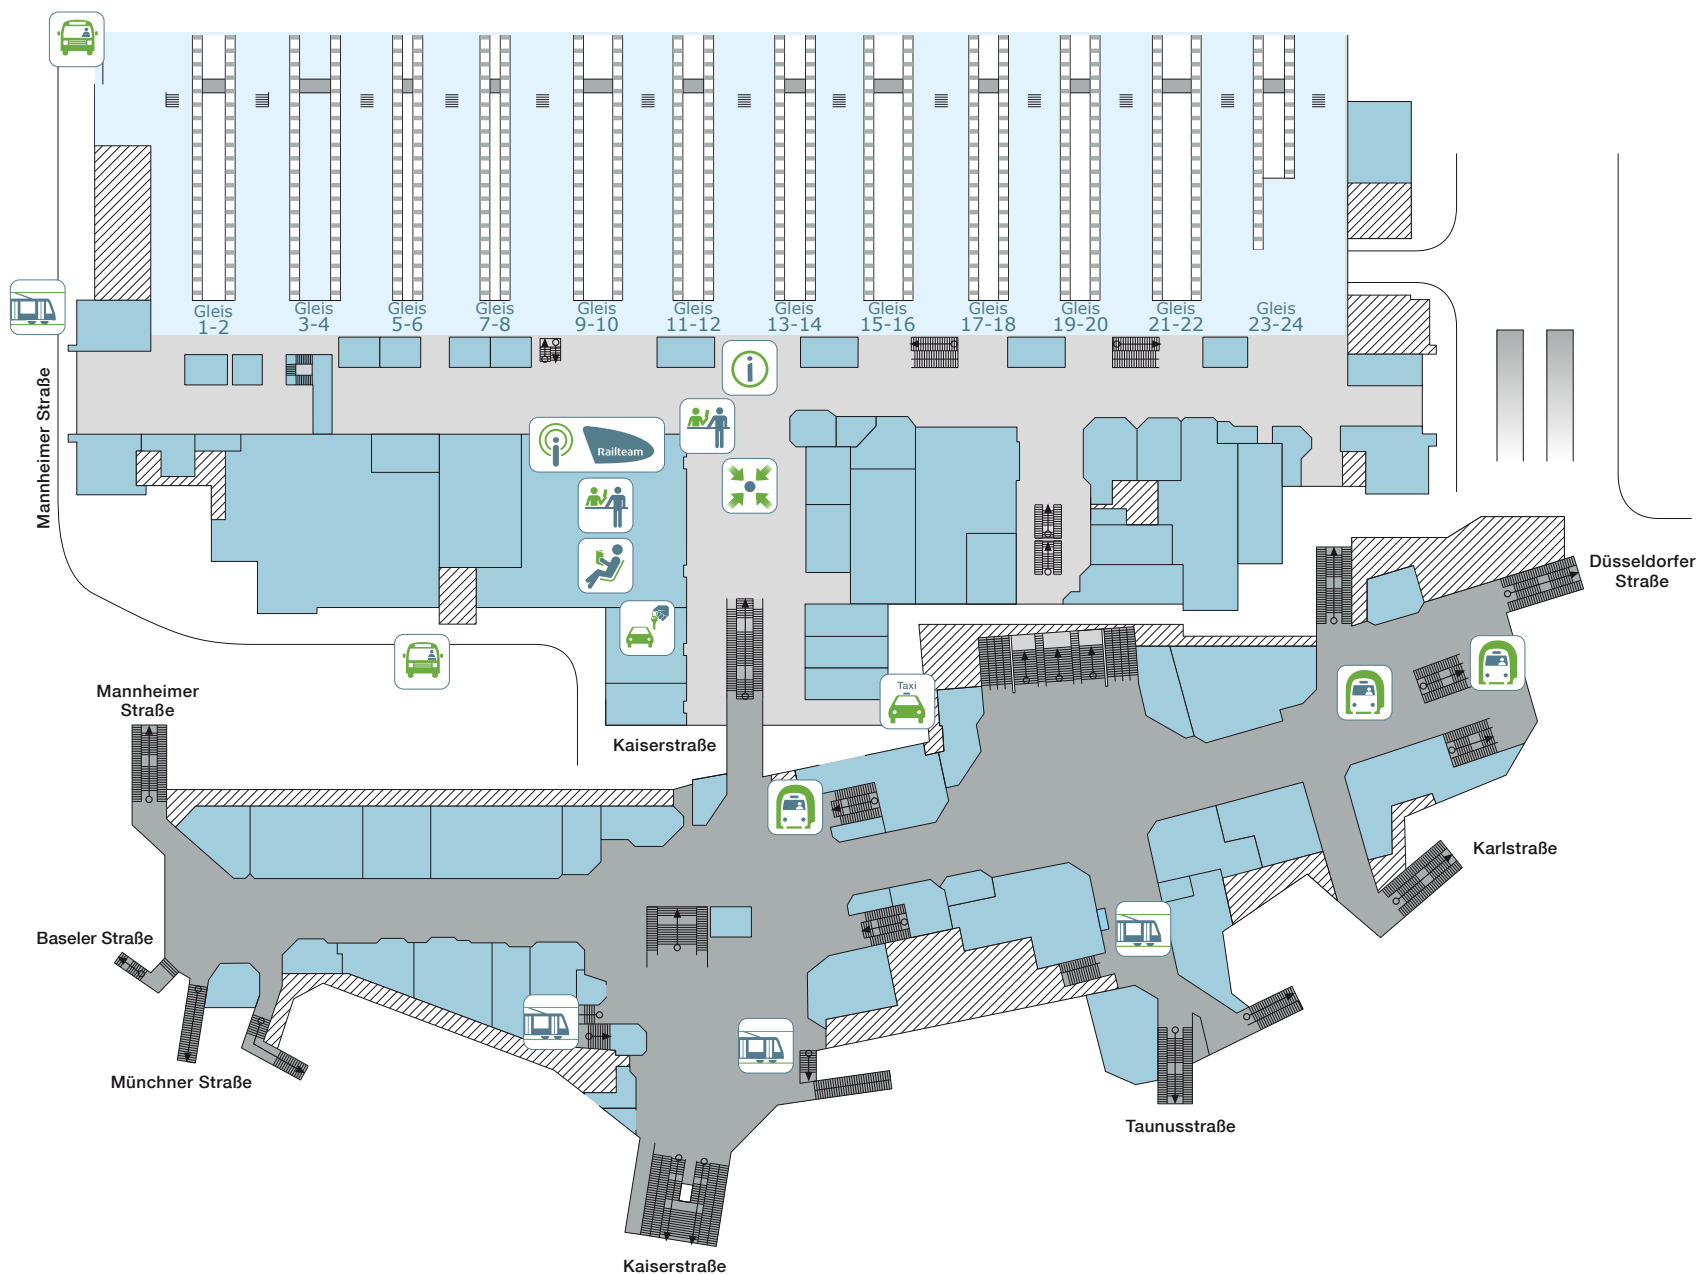 Gleis
1-2
Gleis
3-4
Gleis
5-6
Gleis
7-8
Gleis
9-10
Gleis
11-12
Gleis
13-14
Gleis
15-16
Gleis
17-18
Gleis
19-20
Gleis
21-22
Gleis
23-24
Mannheimer Straße
Railteam
Düsseldorfer
Straße
Taxi
Mannheimer
Straße
Kaiserstraße
Karlstraße
Baseler Straße
Münchner Straße
Taunusstraße
Kaiserstraße